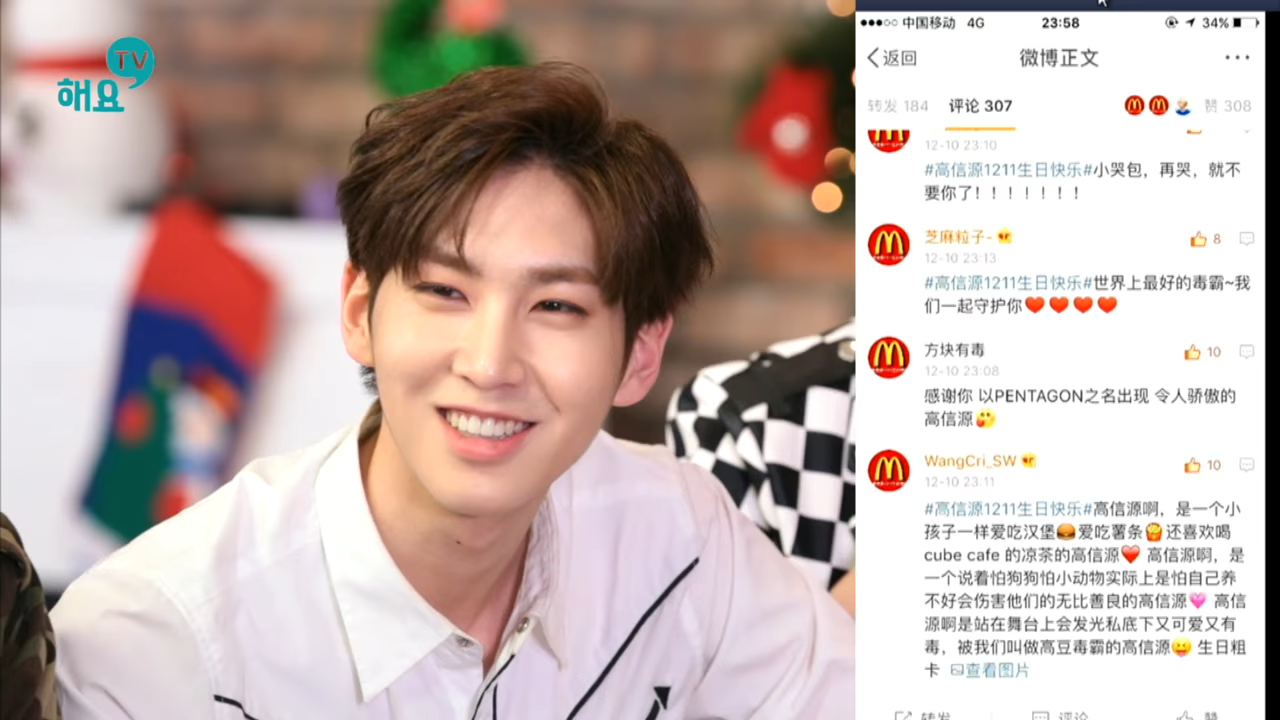 TV
해요
中国移动 4G 23:58 34%
返回 微博正文
转发 184 评论 307 赞 308
12-10 23:10
#高信源1211生日快乐#小哭包，再哭，就不
要你了！！！！！！！
芝麻粒子- 8
12-10 23:13
#高信源1211生日快乐#世界上最好的毒霸~我
们一起守护你❤❤❤❤
方块有毒 10
12-10 23:08
感谢你 以PENTAGON之名出现 令人骄傲的
高信源
WangCri_SW 10
12-10 23:11
#高信源1211生日快乐#高信源啊，是一个小
孩子一样爱吃汉堡🍔爱吃薯条🍟还喜欢喝
cube cafe 的凉茶的高信源❤ 高信源啊，是
一个说着怕狗狗怕小动物实际上是怕自己养
不好会伤害他们的无比善良的高信源💗 高信
源啊是站在舞台上会发光私底下又可爱又有
毒，被我们叫做高豆毒霸的高信源😝 生日粗
卡 查看图片
转发 评论 赞